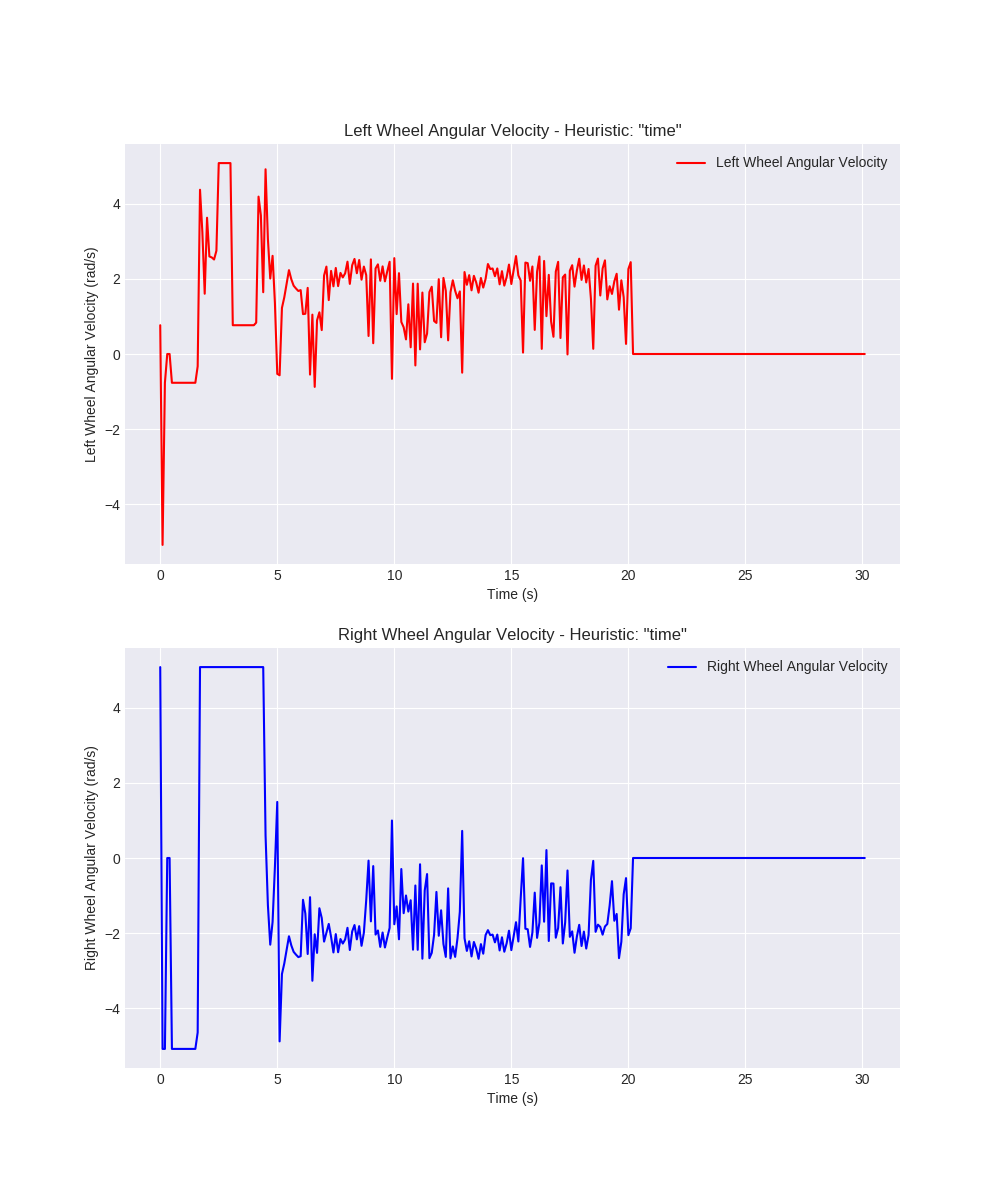 Left Wheel Angular Velocity - Heuristic: "time"
Left Wheel Angular Velocity
Left Wheel Angular Velocity (rad/s)
4
2
0
−2
−4
0 5 10 15 20 25 30
Time (s)
Right Wheel Angular Velocity - Heuristic: "time"
Right Wheel Angular Velocity
Right Wheel Angular Velocity (rad/s)
4
2
0
−2
−4
0 5 10 15 20 25 30
Time (s)